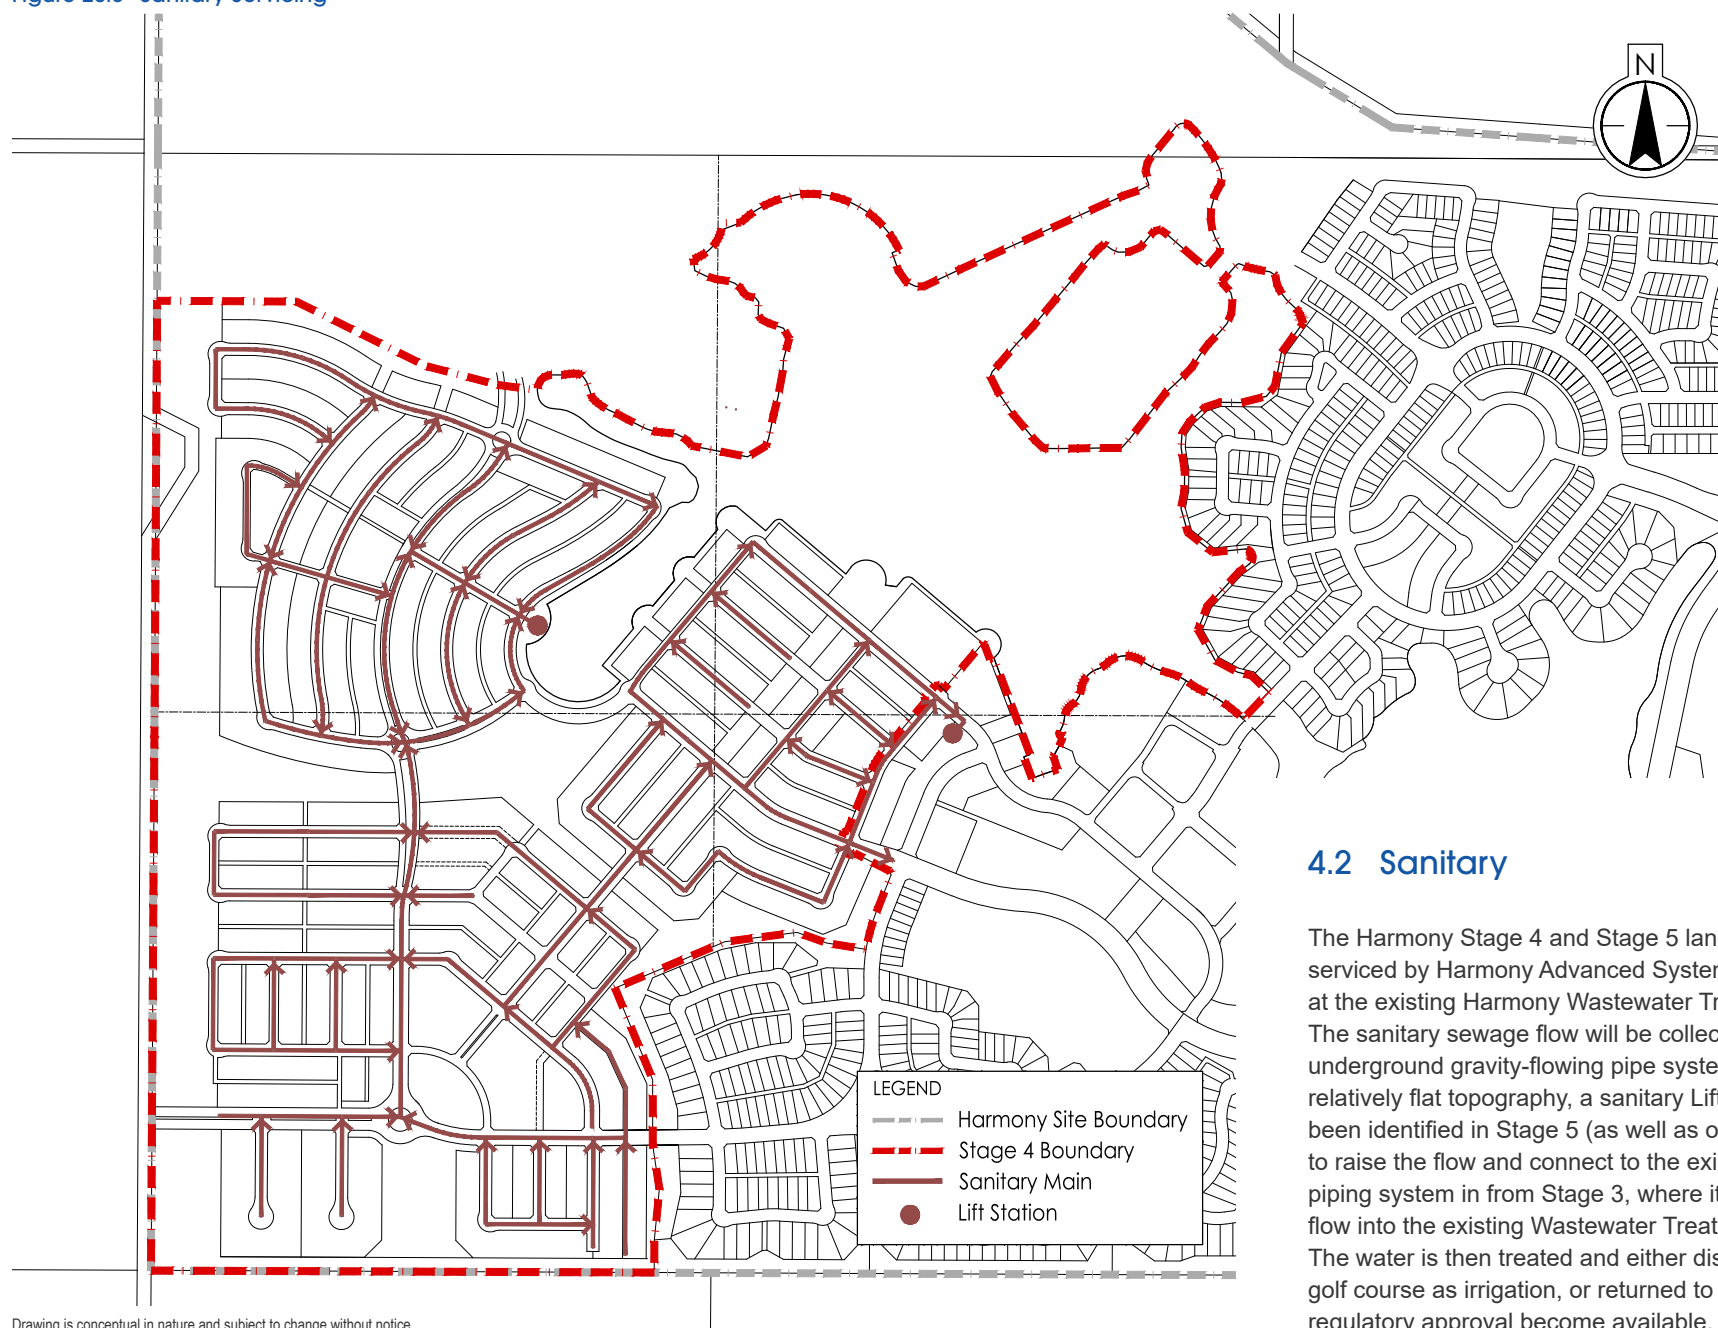 Sanitary Servicing
N
LEGEND
Harmony Site Boundary
Stage 4 Boundary
Sanitary Main
Lift Station
4.2 Sanitary
The Harmony Stage 4 and Stage 5 lan
serviced by Harmony Advanced System
at the existing Harmony Wastewater Tr
The sanitary sewage flow will be collec
underground gravity-flowing pipe syste
relatively flat topography, a sanitary Lif
been identified in Stage 5 (as well as o
to raise the flow and connect to the exi
piping system in from Stage 3, where it
flow into the existing Wastewater Treat
The water is then treated and either dis
golf course as irrigation, or returned to
regulatory approval become available.
Drawing is conceptual in nature and subject to change without notice